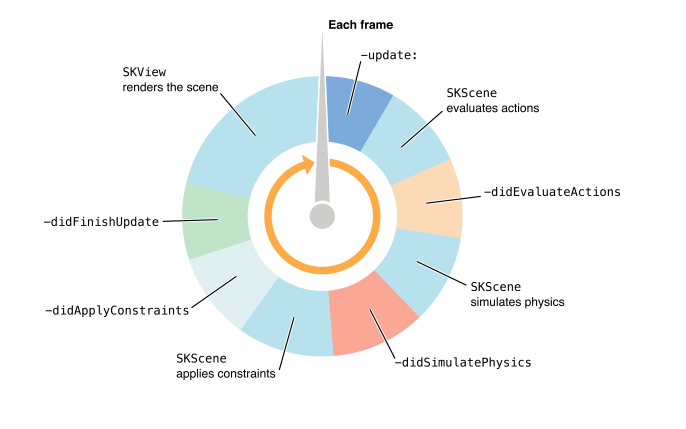 Each frame
-update:
SKScene
evaluates actions
-didEvaluateActions
SKScene
simulates physics
-didSimulatePhysics
SKScene
applies constraints
-didApplyConstraints
-didFinishUpdate
SKView
renders the scene